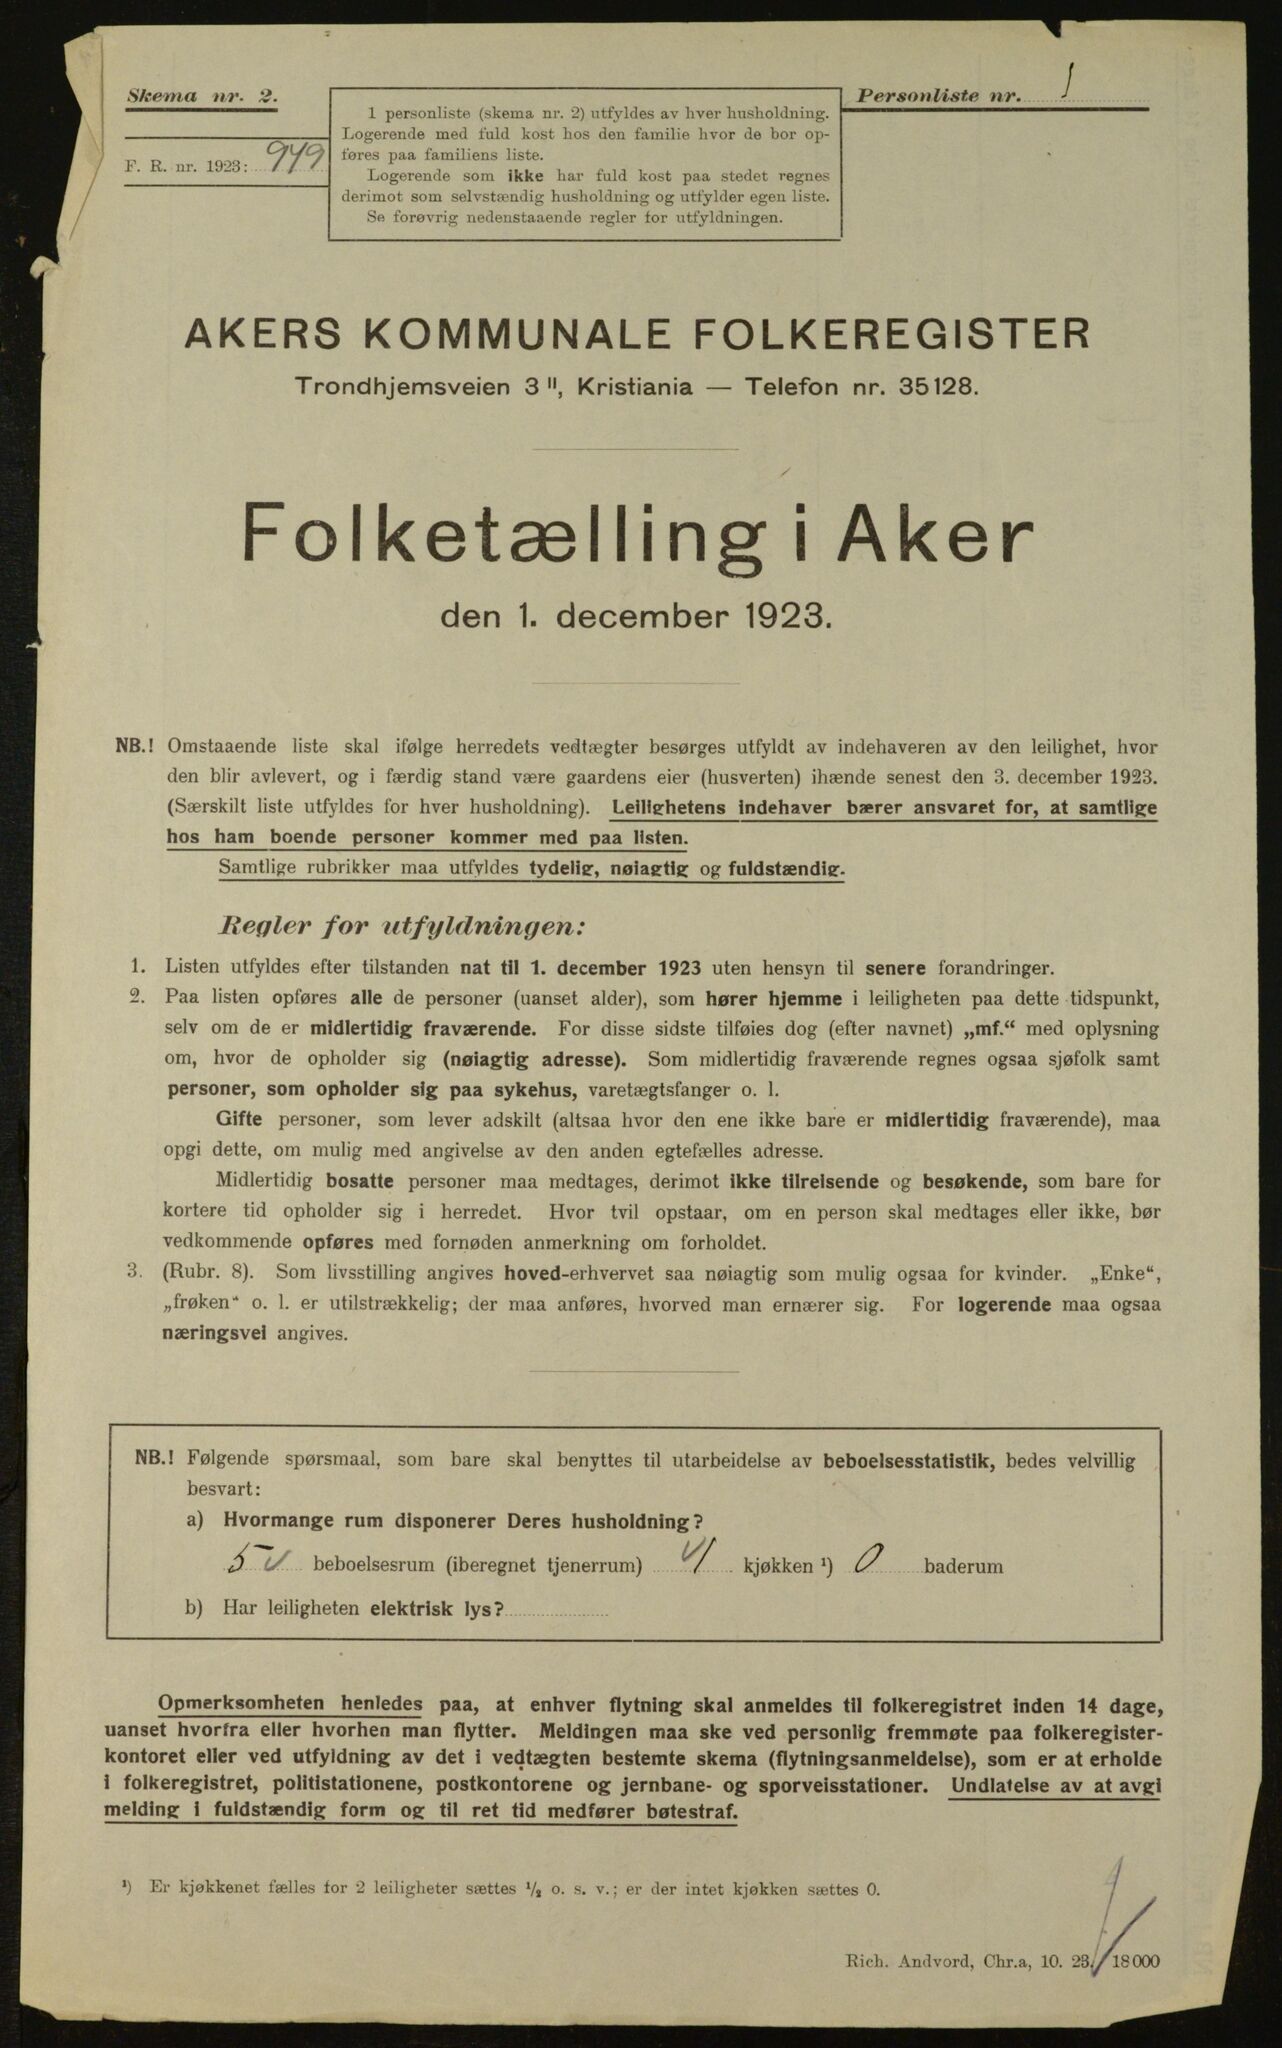 Skema nr. 2.
F. R. nr. 1923: 949
1 personliste (skema nr. 2) utfyldes av hver husholdning.
Logerende med fuld kost hos den familie hvor de bor op-
føres paa familiens liste.
Logerende som ikke har fuld kost paa stedet regnes
derimot som selvstændig husholdning og utfylder egen liste.
Se forøvrig nedenstaaende regler for utfyldningen.
Personliste nr. 1
AKERS KOMMUNALE FOLKEREGISTER
Trondhjemsveien 3 II, Kristiania — Telefon nr. 35128.
Folketælling i Aker
den 1. december 1923.
NB.! Omstaaende liste skal ifølge herredets vedtægter besørges utfyldt av indehaveren av den leilighet, hvor
den blir avlevert, og i færdig stand være gaardens eier (husverten) ihænde senest den 3. december 1923.
(Særskilt liste utfyldes for hver husholdning). Leilighetens indehaver bærer ansvaret for, at samtlige
hos ham boende personer kommer med paa listen.
Samtlige rubrikker maa utfyldes tydelig, nøiagtig og fuldstændig.
Regler for utfyldningen:
1. Listen utfyldes efter tilstanden nat til 1. december 1923 uten hensyn til senere forandringer.
2. Paa listen opføres alle de personer (uanset alder), som hører hjemme i leiligheten paa dette tidspunkt,
selv om de er midlertidig fraværende. For disse sidste tilføies dog (efter navnet) „mf.“ med oplysning
om, hvor de opholder sig (nøiagtig adresse). Som midlertidig fraværende regnes ogsaa sjøfolk samt
personer, som opholder sig paa sykehus, varetægtsfanger o. l.
Gifte personer, som lever adskilt (altsaa hvor den ene ikke bare er midlertidig fraværende), maa
opgi dette, om mulig med angivelse av den anden egtefælles adresse.
Midlertidig bosatte personer maa medtages, derimot ikke tilreisende og besøkende, som bare for
kortere tid opholder sig i herredet. Hvor tvil opstaar, om en person skal medtages eller ikke, bør
vedkommende opføres med fornøden anmerkning om forholdet.
3. (Rubr. 8). Som livsstilling angives hoved-erhvervet saa nøiagtig som mulig ogsaa for kvinder. „Enke“,
„frøken“ o. l. er utilstrækkelig; der maa anføres, hvorved man ernærer sig. For logerende maa ogsaa
næringsvei angives.
NB.! Følgende spørsmaal, som bare skal benyttes til utarbeidelse av beboelsesstatistik, bedes velvillig
besvart:
a) Hvormange rum disponerer Deres husholdning?
5 beboelsesrum (iberegnet tjenerrum) 1 kjøkken ¹) 0 baderum
b) Har leiligheten elektrisk lys?
Opmerksomheten henledes paa, at enhver flytning skal anmeldes til folkeregistret inden 14 dage,
uanset hvorfra eller hvorhen man flytter. Meldingen maa ske ved personlig fremmøte paa folkeregister-
kontoret eller ved utfyldning av det i vedtægten bestemte skema (flytningsanmeldelse), som er at erholde
i folkeregistret, politistationene, postkontorene og jernbane- og sporveisstationer. Undlatelse av at avgi
melding i fuldstændig form og til ret tid medfører bøtestraf.
¹) Er kjøkkenet fælles for 2 leiligheter sættes ½ o. s. v.; er der intet kjøkken sættes 0.
Rich. Andvord, Chr.a, 10. 23. 18000